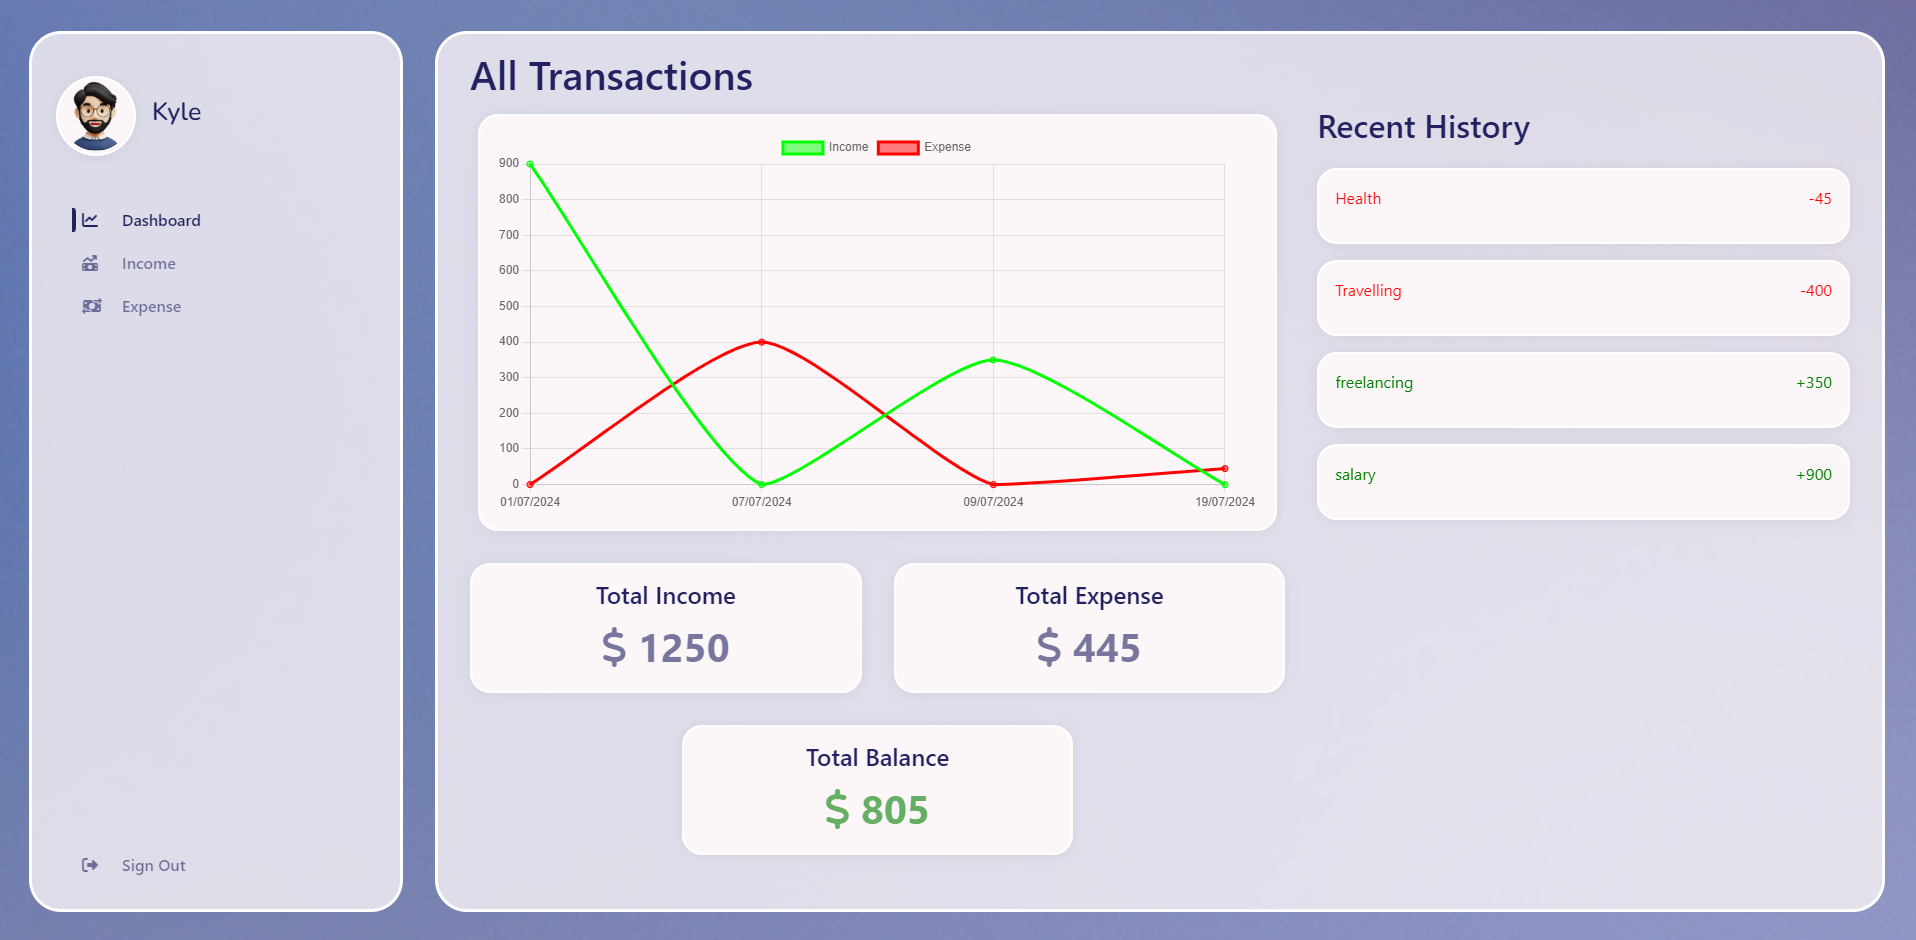 Kyle
Dashboard
Income
Expense
Sign Out
All Transactions
Income Expense
900
800
700
600
500
400
300
200
100
0
01/07/2024 07/07/2024 09/07/2024 19/07/2024
Total Income
$ 1250
Total Expense
$ 445
Total Balance
$ 805
Recent History
Health -45
Travelling -400
freelancing +350
salary +900